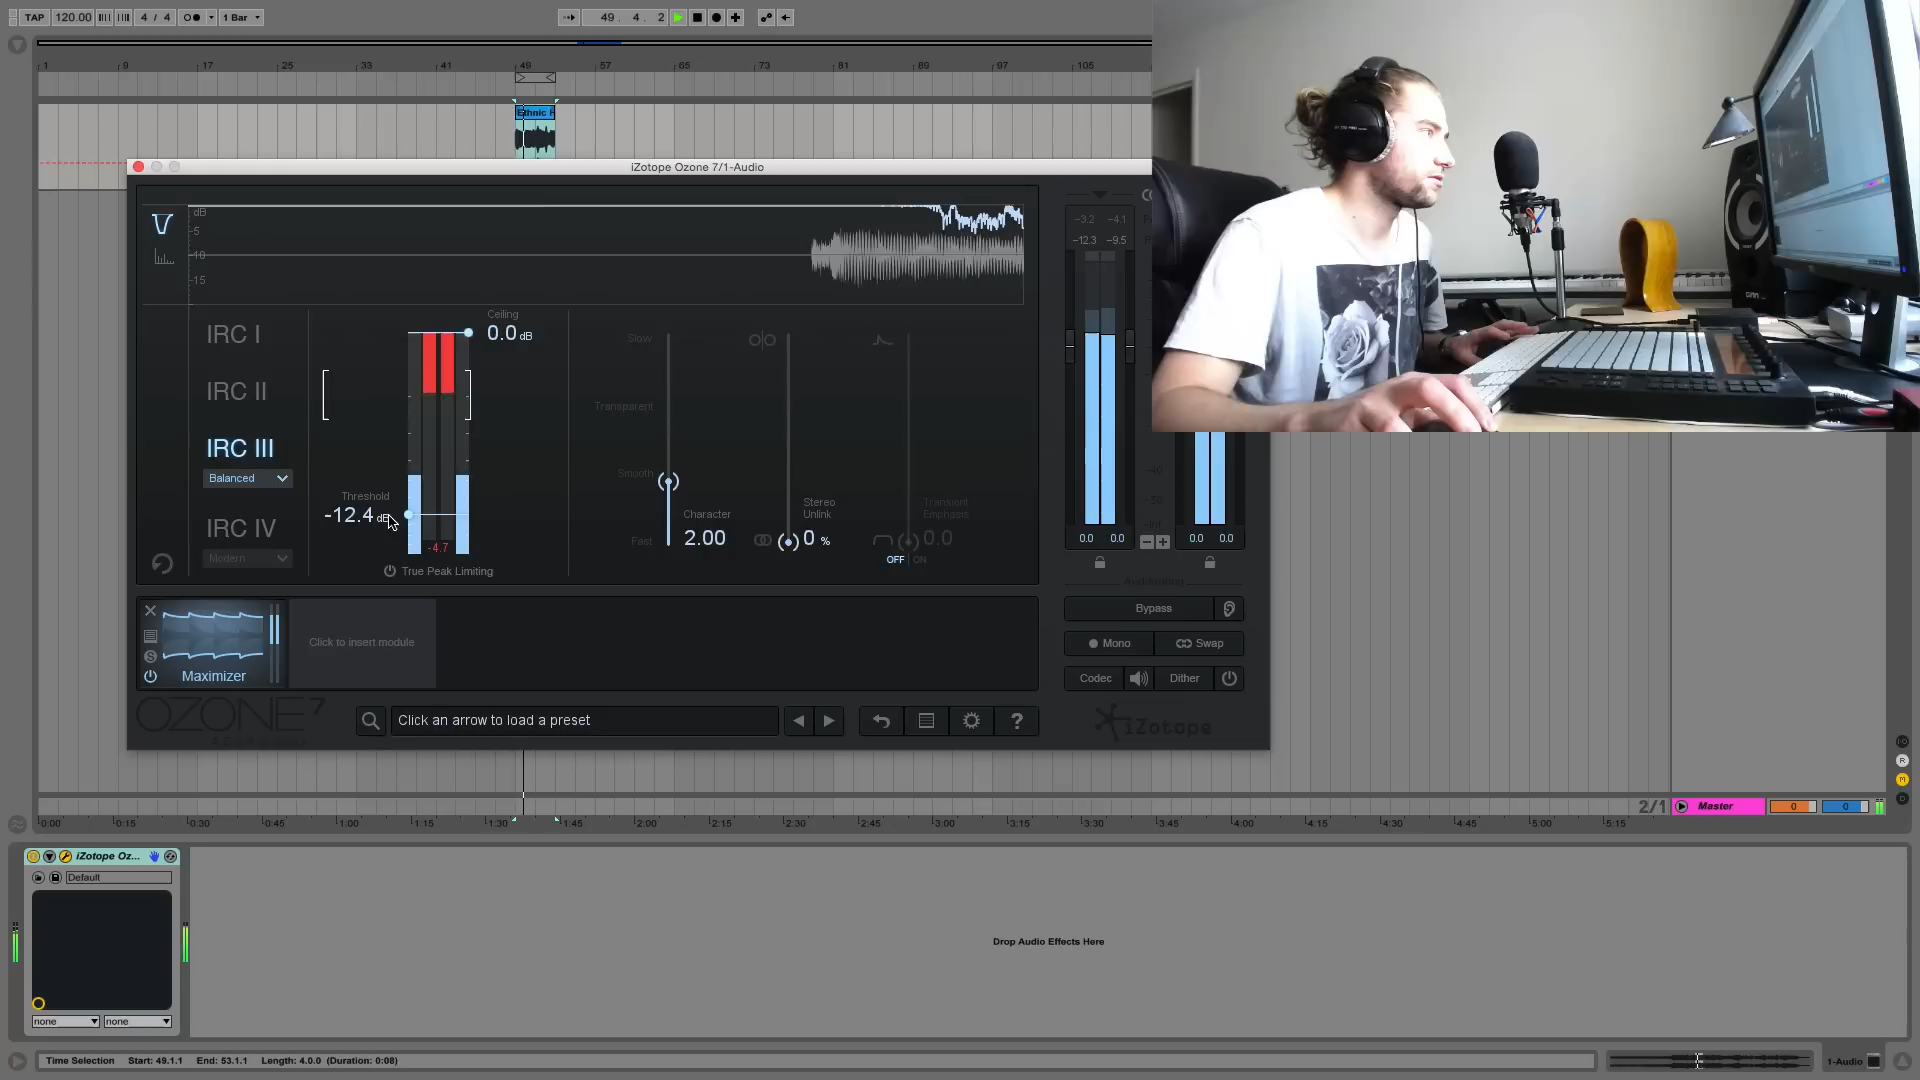 TAP 120.00 4 / 4 1 Bar 49. 4. 2
1 9 17 25 33 41 49 57 65 73 81 89 97 105
Ethnic F
iZotope Ozone 7/1-Audio
dB
-5
-10
-15
-3.2 -4.1
-12.3 -9.5
IRC I
IRC II
IRC III
Balanced
IRC IV
Modern
Ceiling
0.0 dB
Threshold
-12.4 dB
-4.7
True Peak Limiting
Slow
Transparent
Smooth
Fast
Character
2.00
Stereo
Unlink
0 %
Transient
Emphasis
0.0
OFF ON
-40
-50
-Inf
0.0 0.0 0.0 0.0
Bypass
Mono Swap
Codec Dither
S
Maximizer
Click to insert module
OZONE 7
Click an arrow to load a preset
?
iZotope
2/1 Master 0 0
0:00 0:15 0:30 0:45 1:00 1:15 1:30 1:45 2:00 2:15 2:30 2:45 3:00 3:15 3:30 3:45 4:00 4:15 4:30 4:45 5:00 5:15
R
M
D
iZotope Oz...
Default
none none
Drop Audio Effects Here
Time Selection Start: 49.1.1 End: 53.1.1 Length: 4.0.0 (Duration: 0:08)
1-Audio